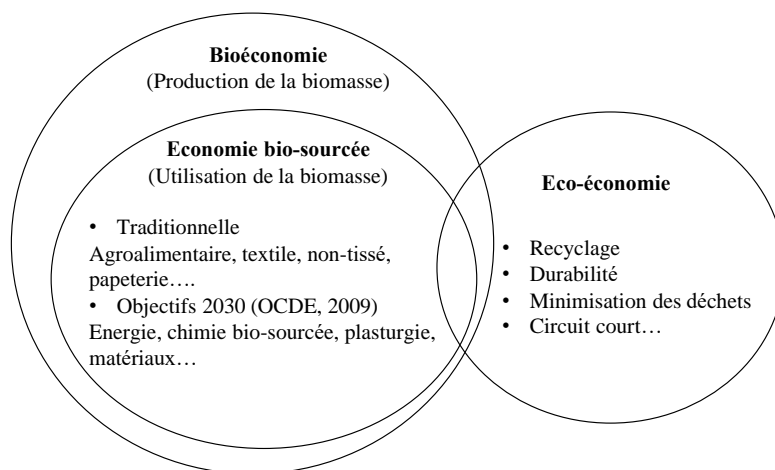 Bioéconomie
(Production de la biomasse)
Economie bio-sourcée
(Utilisation de la biomasse)
• Traditionnelle
Agroalimentaire, textile, non-tissé,
papeterie….
• Objectifs 2030 (OCDE, 2009)
Energie, chimie bio-sourcée, plasturgie,
matériaux…
Eco-économie
• Recyclage
• Durabilité
• Minimisation des déchets
• Circuit court…